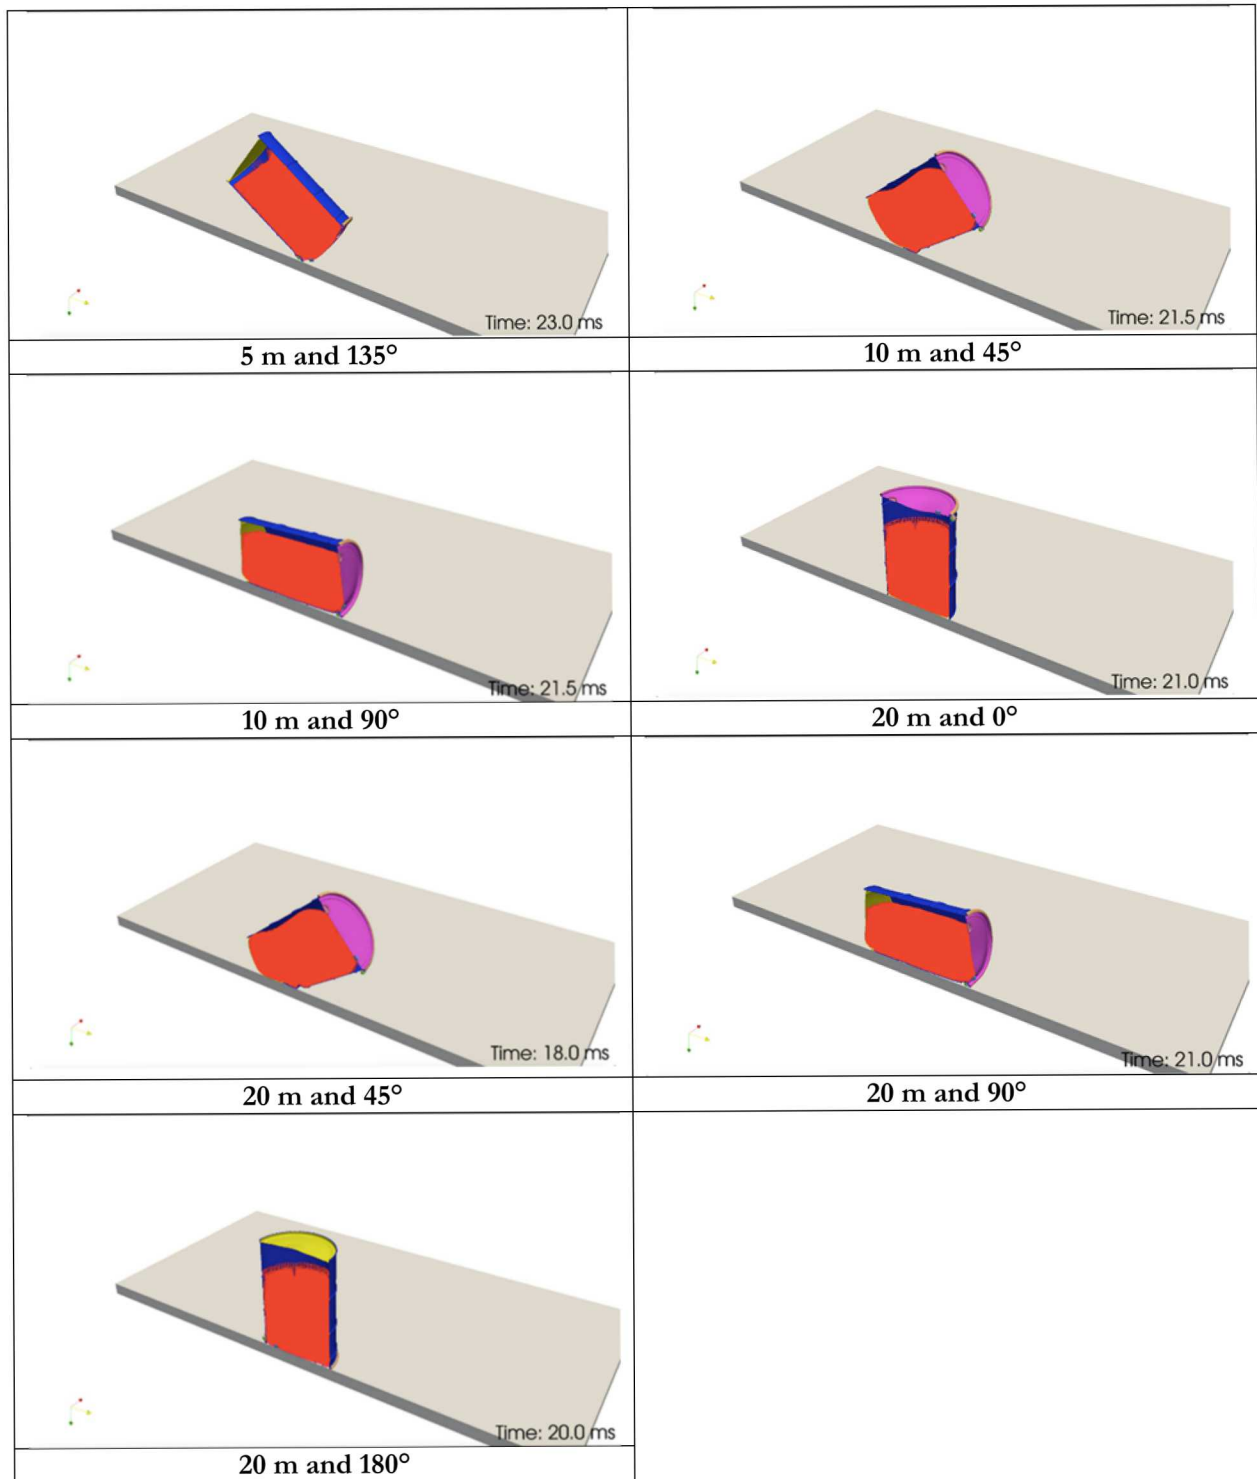 Time: 23.0 ms
Time: 21.5 ms
5 m and 135°
10 m and 45°
Time: 21.5 ms
Time: 21.0 ms
10 m and 90°
20 m and 0°
Time: 18.0 ms
Time: 21.0 ms
20 m and 45°
20 m and 90°
Time: 20.0 ms
20 m and 180°